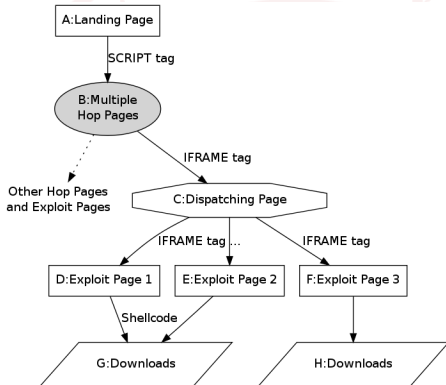 A:Landing Page
SCRIPT tag
B:Multiple
Hop Pages
IFRAME tag
Other Hop Pages
and Exploit Pages
C:Dispatching Page
IFRAME tag ...
IFRAME tag
D:Exploit Page 1
E:Exploit Page 2
F:Exploit Page 3
Shellcode
G:Downloads
H:Downloads